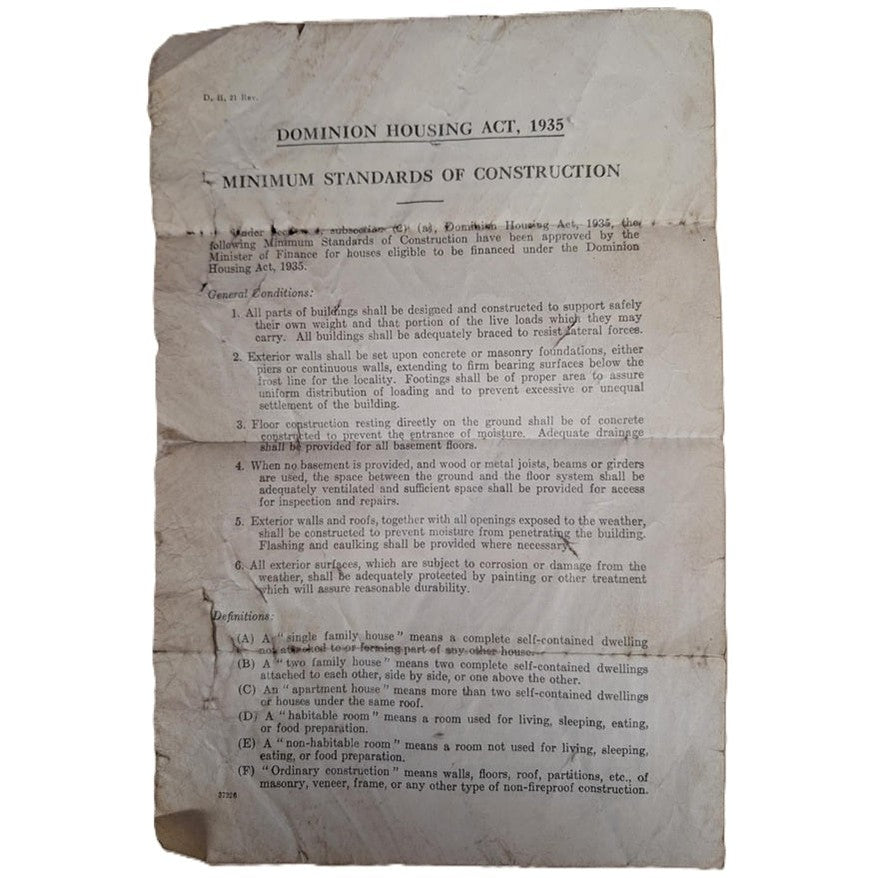 D, H, 21 Rev.
DOMINION HOUSING ACT, 1935
MINIMUM STANDARDS OF CONSTRUCTION
Under subsection (2) (a), Dominion Housing Act, 1935, the
following Minimum Standards of Construction have been approved by the
Minister of Finance for houses eligible to be financed under the Dominion
Housing Act, 1935.
General Conditions:
1. All parts of buildings shall be designed and constructed to support safely
their own weight and that portion of the live loads which they may
carry. All buildings shall be adequately braced to resist lateral forces.
2. Exterior walls shall be set upon concrete or masonry foundations, either
piers or continuous walls, extending to firm bearing surfaces below the
frost line for the locality. Footings shall be of proper area to assure
uniform distribution of loading and to prevent excessive or unequal
settlement of the building.
3. Floor construction resting directly on the ground shall be of concrete
constructed to prevent the entrance of moisture. Adequate drainage
shall be provided for all basement floors.
4. When no basement is provided, and wood or metal joists, beams or girders
are used, the space between the ground and the floor system shall be
adequately ventilated and sufficient space shall be provided for access
for inspection and repairs.
5. Exterior walls and roofs, together with all openings exposed to the weather,
shall be constructed to prevent moisture from penetrating the building.
Flashing and caulking shall be provided where necessary.
6. All exterior surfaces, which are subject to corrosion or damage from the
weather, shall be adequately protected by painting or other treatment
which will assure reasonable durability.
Definitions:
(A) A "single family house" means a complete self-contained dwelling
not attached to or forming part of any other house.
(B) A "two family house" means two complete self-contained dwellings
attached to each other, side by side, or one above the other.
(C) An "apartment house" means more than two self-contained dwellings
or houses under the same roof.
(D) A "habitable room" means a room used for living, sleeping, eating,
or food preparation.
(E) A "non-habitable room" means a room not used for living, sleeping,
eating, or food preparation.
(F) "Ordinary construction" means walls, floors, roof, partitions, etc., of
masonry, veneer, frame, or any other type of non-fireproof construction.